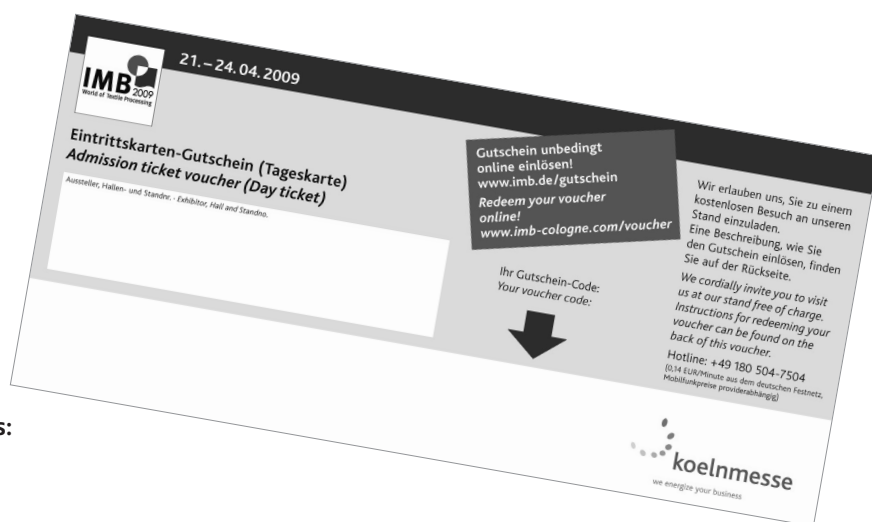 IMB 2009
World of Textile Processing
21. – 24. 04. 2009
Eintrittskarten-Gutschein (Tageskarte)
Admission ticket voucher (Day ticket)
Aussteller, Hallen- und Standnr. · Exhibitor, Hall and Standno.
Gutschein unbedingt
online einlösen!
www.imb.de/gutschein
Redeem your voucher
online!
www.imb-cologne.com/voucher
Ihr Gutschein-Code:
Your voucher code:
Wir erlauben uns, Sie zu einem
kostenlosen Besuch an unseren
Stand einzuladen.
Eine Beschreibung, wie Sie
den Gutschein einlösen, finden
Sie auf der Rückseite.
We cordially invite you to visit
us at our stand free of charge.
Instructions for redeeming your
voucher can be found on the
back of this voucher.
Hotline: +49 180 504-7504
(0,14 EUR/Minute aus dem deutschen Festnetz,
Mobilfunkpreise providerabhängig)
s:
koelnmesse
we energize your business